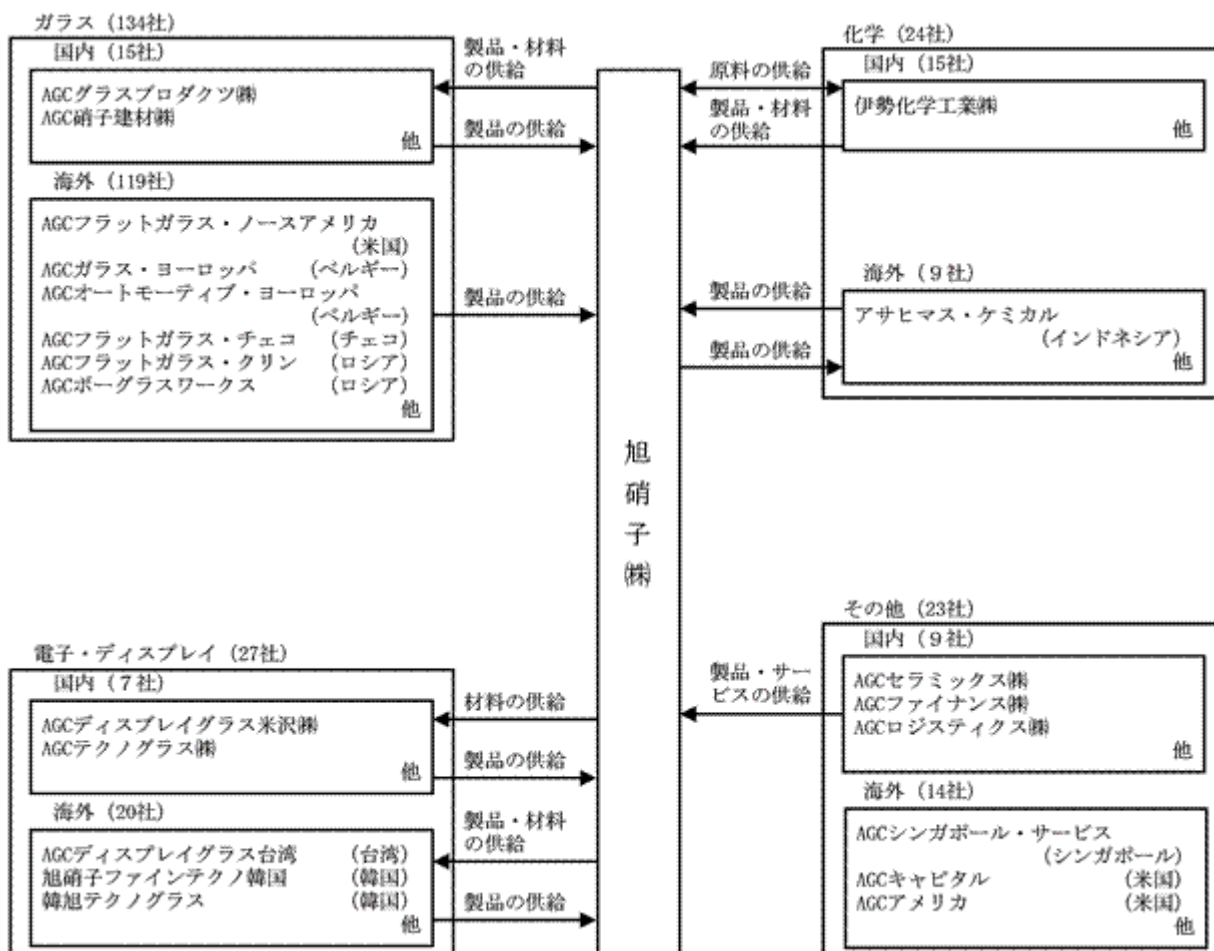 ガラス (134社)
国内 (15社)
AGCグラスプロダクツ㈱
AGC硝子建材㈱
他
海外 (119社)
AGCフラットガラス・ノースアメリカ
(米国)
AGCガラス・ヨーロッパ (ベルギー)
AGCオートモーティブ・ヨーロッパ
(ベルギー)
AGCフラットガラス・チェコ (チェコ)
AGCフラットガラス・クリン (ロシア)
AGCボーグラスワークス (ロシア)
他
製品・材料
の供給
製品の供給
製品の供給
電子・ディスプレイ (27社)
国内 (7社)
AGCディスプレイグラス米沢㈱
AGCテクノグラス㈱
他
海外 (20社)
AGCディスプレイグラス台湾 (台湾)
旭硝子ファインテクノ韓国 (韓国)
韓旭テクノグラス (韓国)
他
材料の供給
製品の供給
製品・材料
の供給
製品の供給
旭硝子㈱
原料の供給
製品・材料
の供給
製品の供給
製品の供給
化学 (24社)
国内 (15社)
伊勢化学工業㈱
他
海外 (9社)
アサヒマス・ケミカル
(インドネシア)
他
製品・サー
ビスの供給
その他 (23社)
国内 (9社)
AGCセラミックス㈱
AGCファイナンス㈱
AGCロジスティクス㈱
他
海外 (14社)
AGCシンガポール・サービス
(シンガポール)
AGCキャピタル (米国)
AGCアメリカ (米国)
他